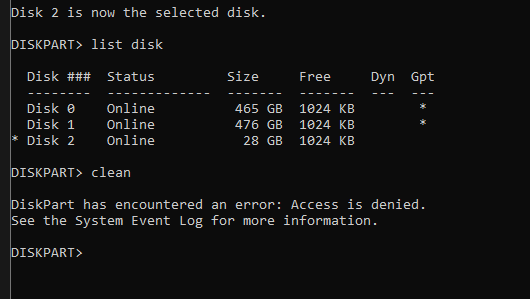 Disk 2 is now the selected disk.
DISKPART> list disk
  Disk ###  Status         Size     Free     Dyn  Gpt
  --------  -------------  -------  -------  ---  ---
  Disk 0    Online          465 GB  1024 KB        *
  Disk 1    Online          476 GB  1024 KB        *
* Disk 2    Online           28 GB  1024 KB
DISKPART> clean
DiskPart has encountered an error: Access is denied.
See the System Event Log for more information.
DISKPART>